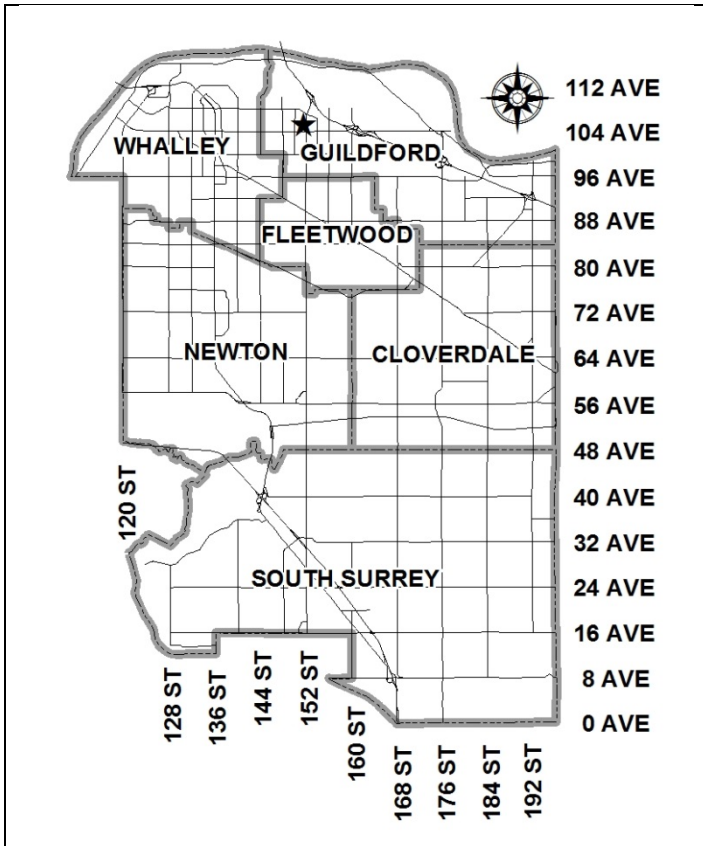 112 AVE
104 AVE
WHALLEY
GUILDFORD
96 AVE
88 AVE
FLEETWOOD
80 AVE
72 AVE
NEWTON
CLOVERDALE
64 AVE
56 AVE
48 AVE
120 ST
40 AVE
32 AVE
SOUTH SURREY
24 AVE
16 AVE
128 ST
136 ST
144 ST
152 ST
160 ST
8 AVE
0 AVE
168 ST
176 ST
184 ST
192 ST